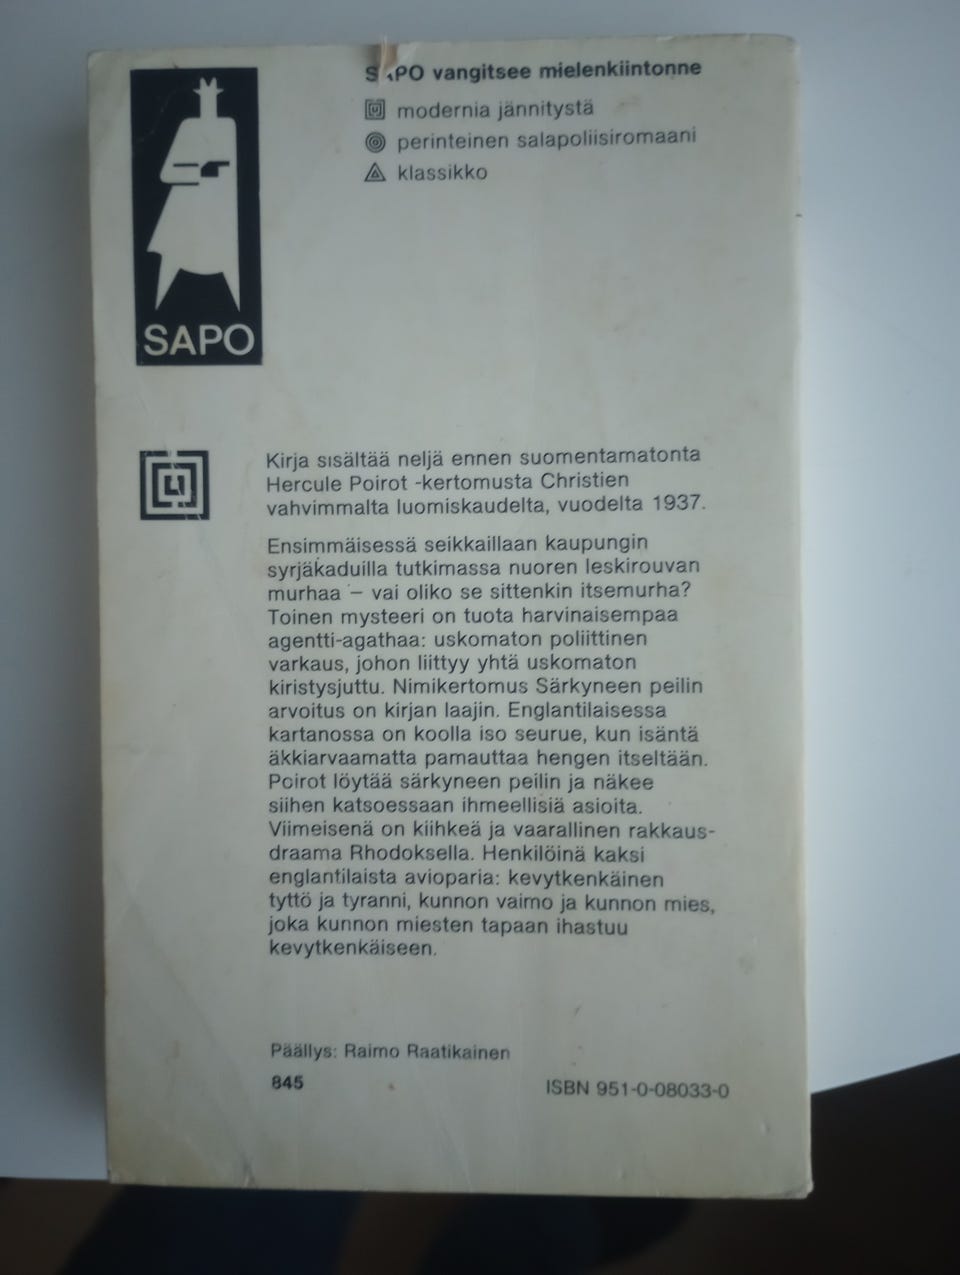 SAPO vangitsee mielenkiintonne
modernia jännitystä
perinteinen salapoliisiromaani
klassikko
SAPO
Kirja sisältää neljä ennen suomentamatonta
Hercule Poirot -kertomusta Christien
vahvimmalta luomiskaudelta, vuodelta 1937.
Ensimmäisessä seikkaillaan kaupungin
syrjäkaduilla tutkimassa nuoren leskirouvan
murhaa – vai oliko se sittenkin itsemurha?
Toinen mysteeri on tuota harvinaisempaa
agentti-agathaa: uskomaton poliittinen
varkaus, johon liittyy yhtä uskomaton
kiristysjuttu. Nimikertomus Särkyneen peilin
arvoitus on kirjan laajin. Englantilaisessa
kartanossa on koolla iso seurue, kun isäntä
äkkiarvaamatta pamauttaa hengen itseltään.
Poirot löytää särkyneen peilin ja näkee
siihen katsoessaan ihmeellisiä asioita.
Viimeisenä on kiihkeä ja vaarallinen rakkaus-
draama Rhodoksella. Henkilöinä kaksi
englantilaista avioparia: kevytkenkäinen
tyttö ja tyranni, kunnon vaimo ja kunnon mies,
joka kunnon miesten tapaan ihastuu
kevytkenkäiseen.
Päällys: Raimo Raatikainen
845
ISBN 951-0-08033-0